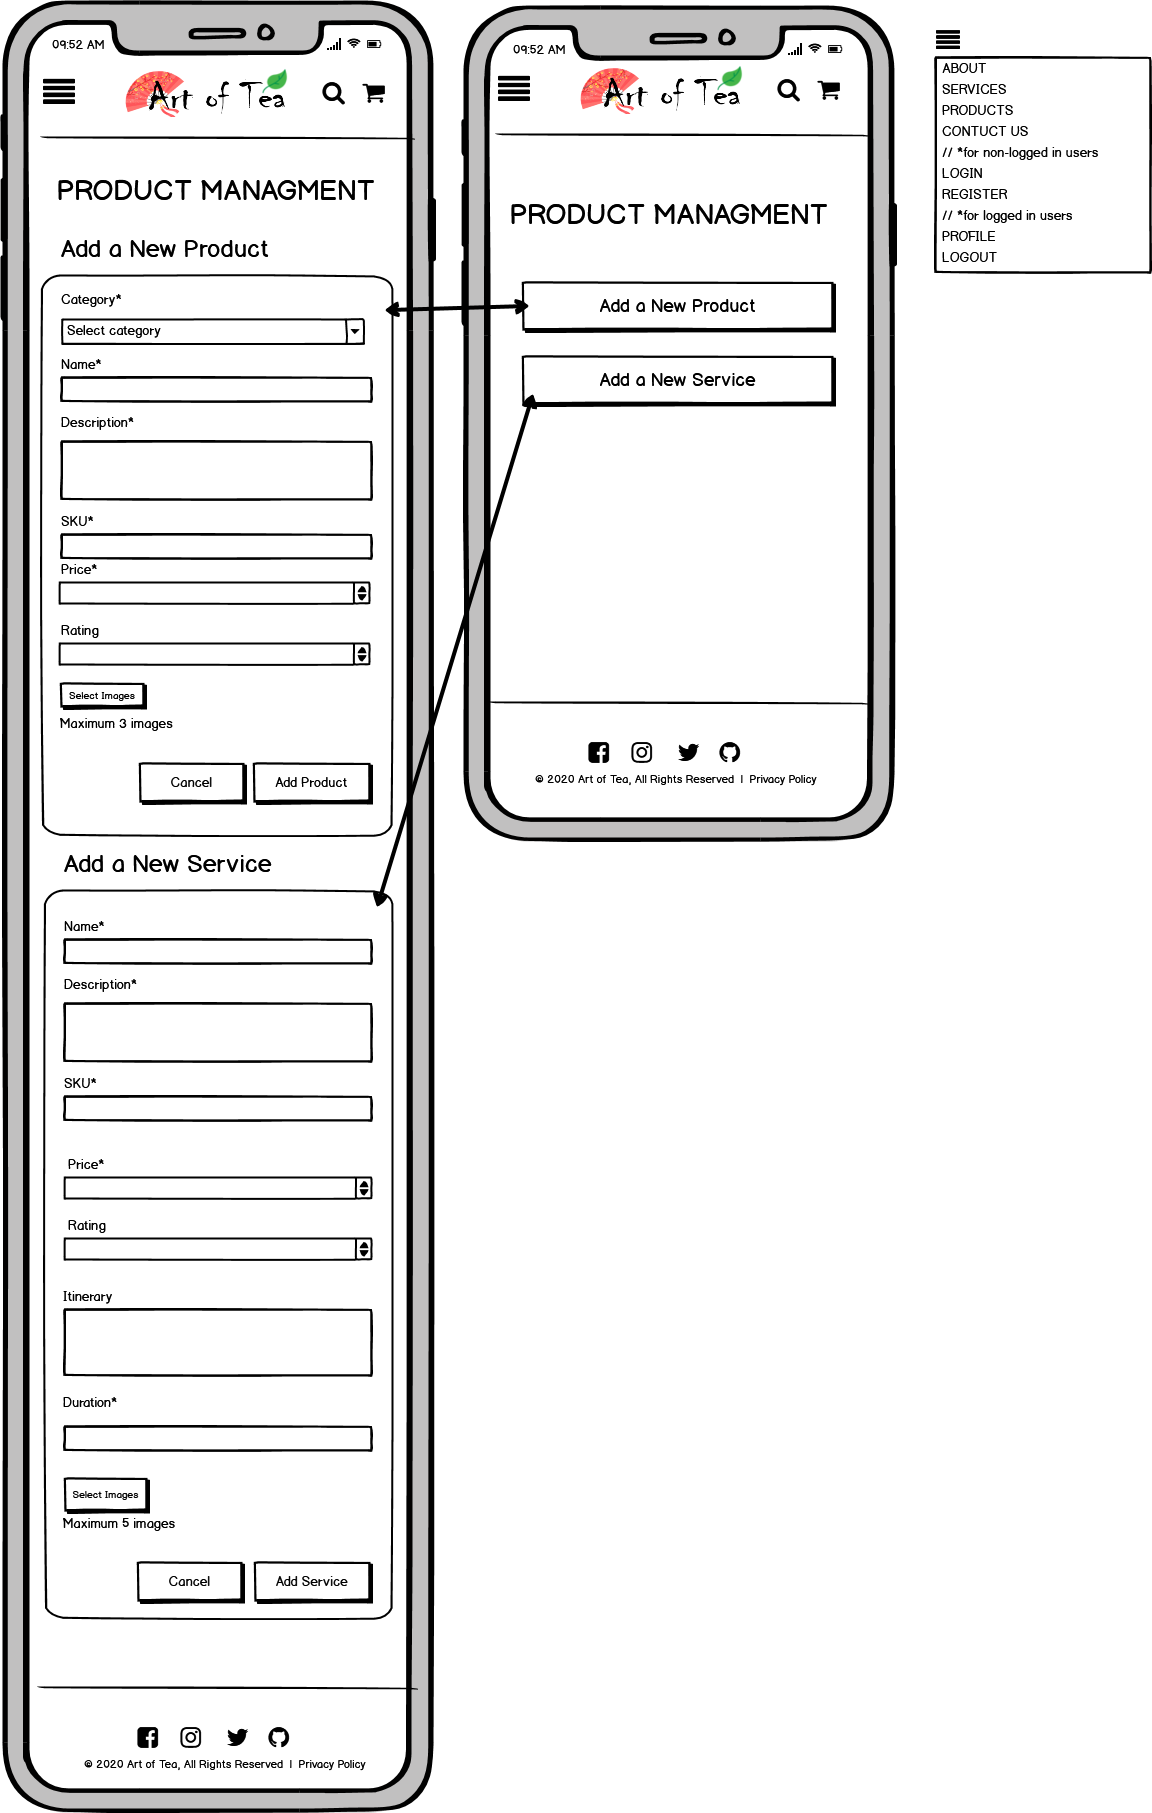 09:52 AM
Art of Tea
PRODUCT MANAGMENT
Add a New Product
Category*
Select category
Name*
Description*
SKU*
Price*
Rating
Select Images
Maximum 3 images
Cancel
Add Product
Add a New Service
Name*
Description*
SKU*
Price*
Rating
Itinerary
Duration*
Select Images
Maximum 5 images
Cancel
Add Service
© 2020 Art of Tea, All Rights Reserved | Privacy Policy
09:52 AM
Art of Tea
PRODUCT MANAGMENT
Add a New Product
Add a New Service
© 2020 Art of Tea, All Rights Reserved | Privacy Policy
ABOUT
SERVICES
PRODUCTS
CONTUCT US
// *for non-logged in users
LOGIN
REGISTER
// *for logged in users
PROFILE
LOGOUT